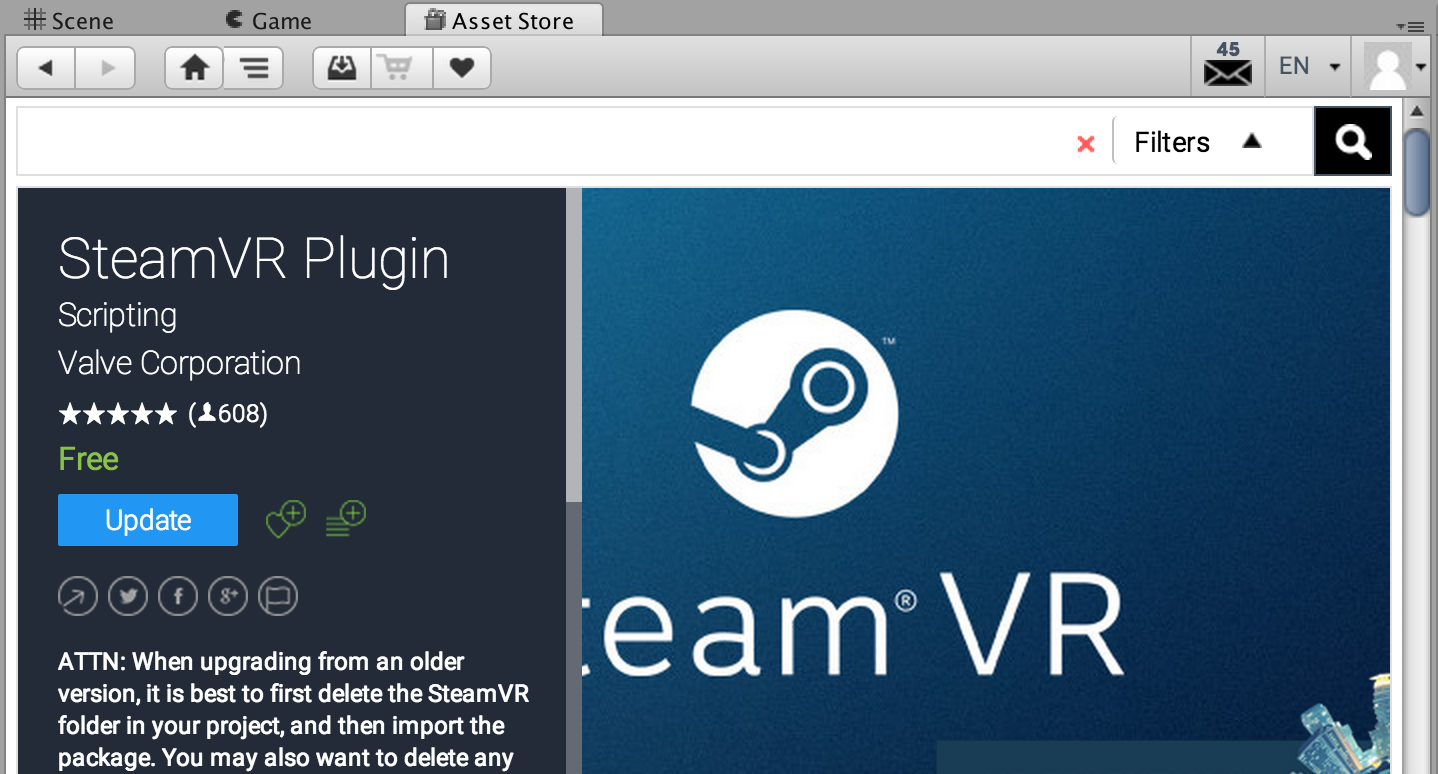 Scene
Game
Asset Store
45
EN
Filters
SteamVR Plugin
Scripting
Valve Corporation
(608)
Free
Update
ATTN: When upgrading from an older
version, it is best to first delete the SteamVR
folder in your project, and then import the
package. You may also want to delete any
TM
team® VR